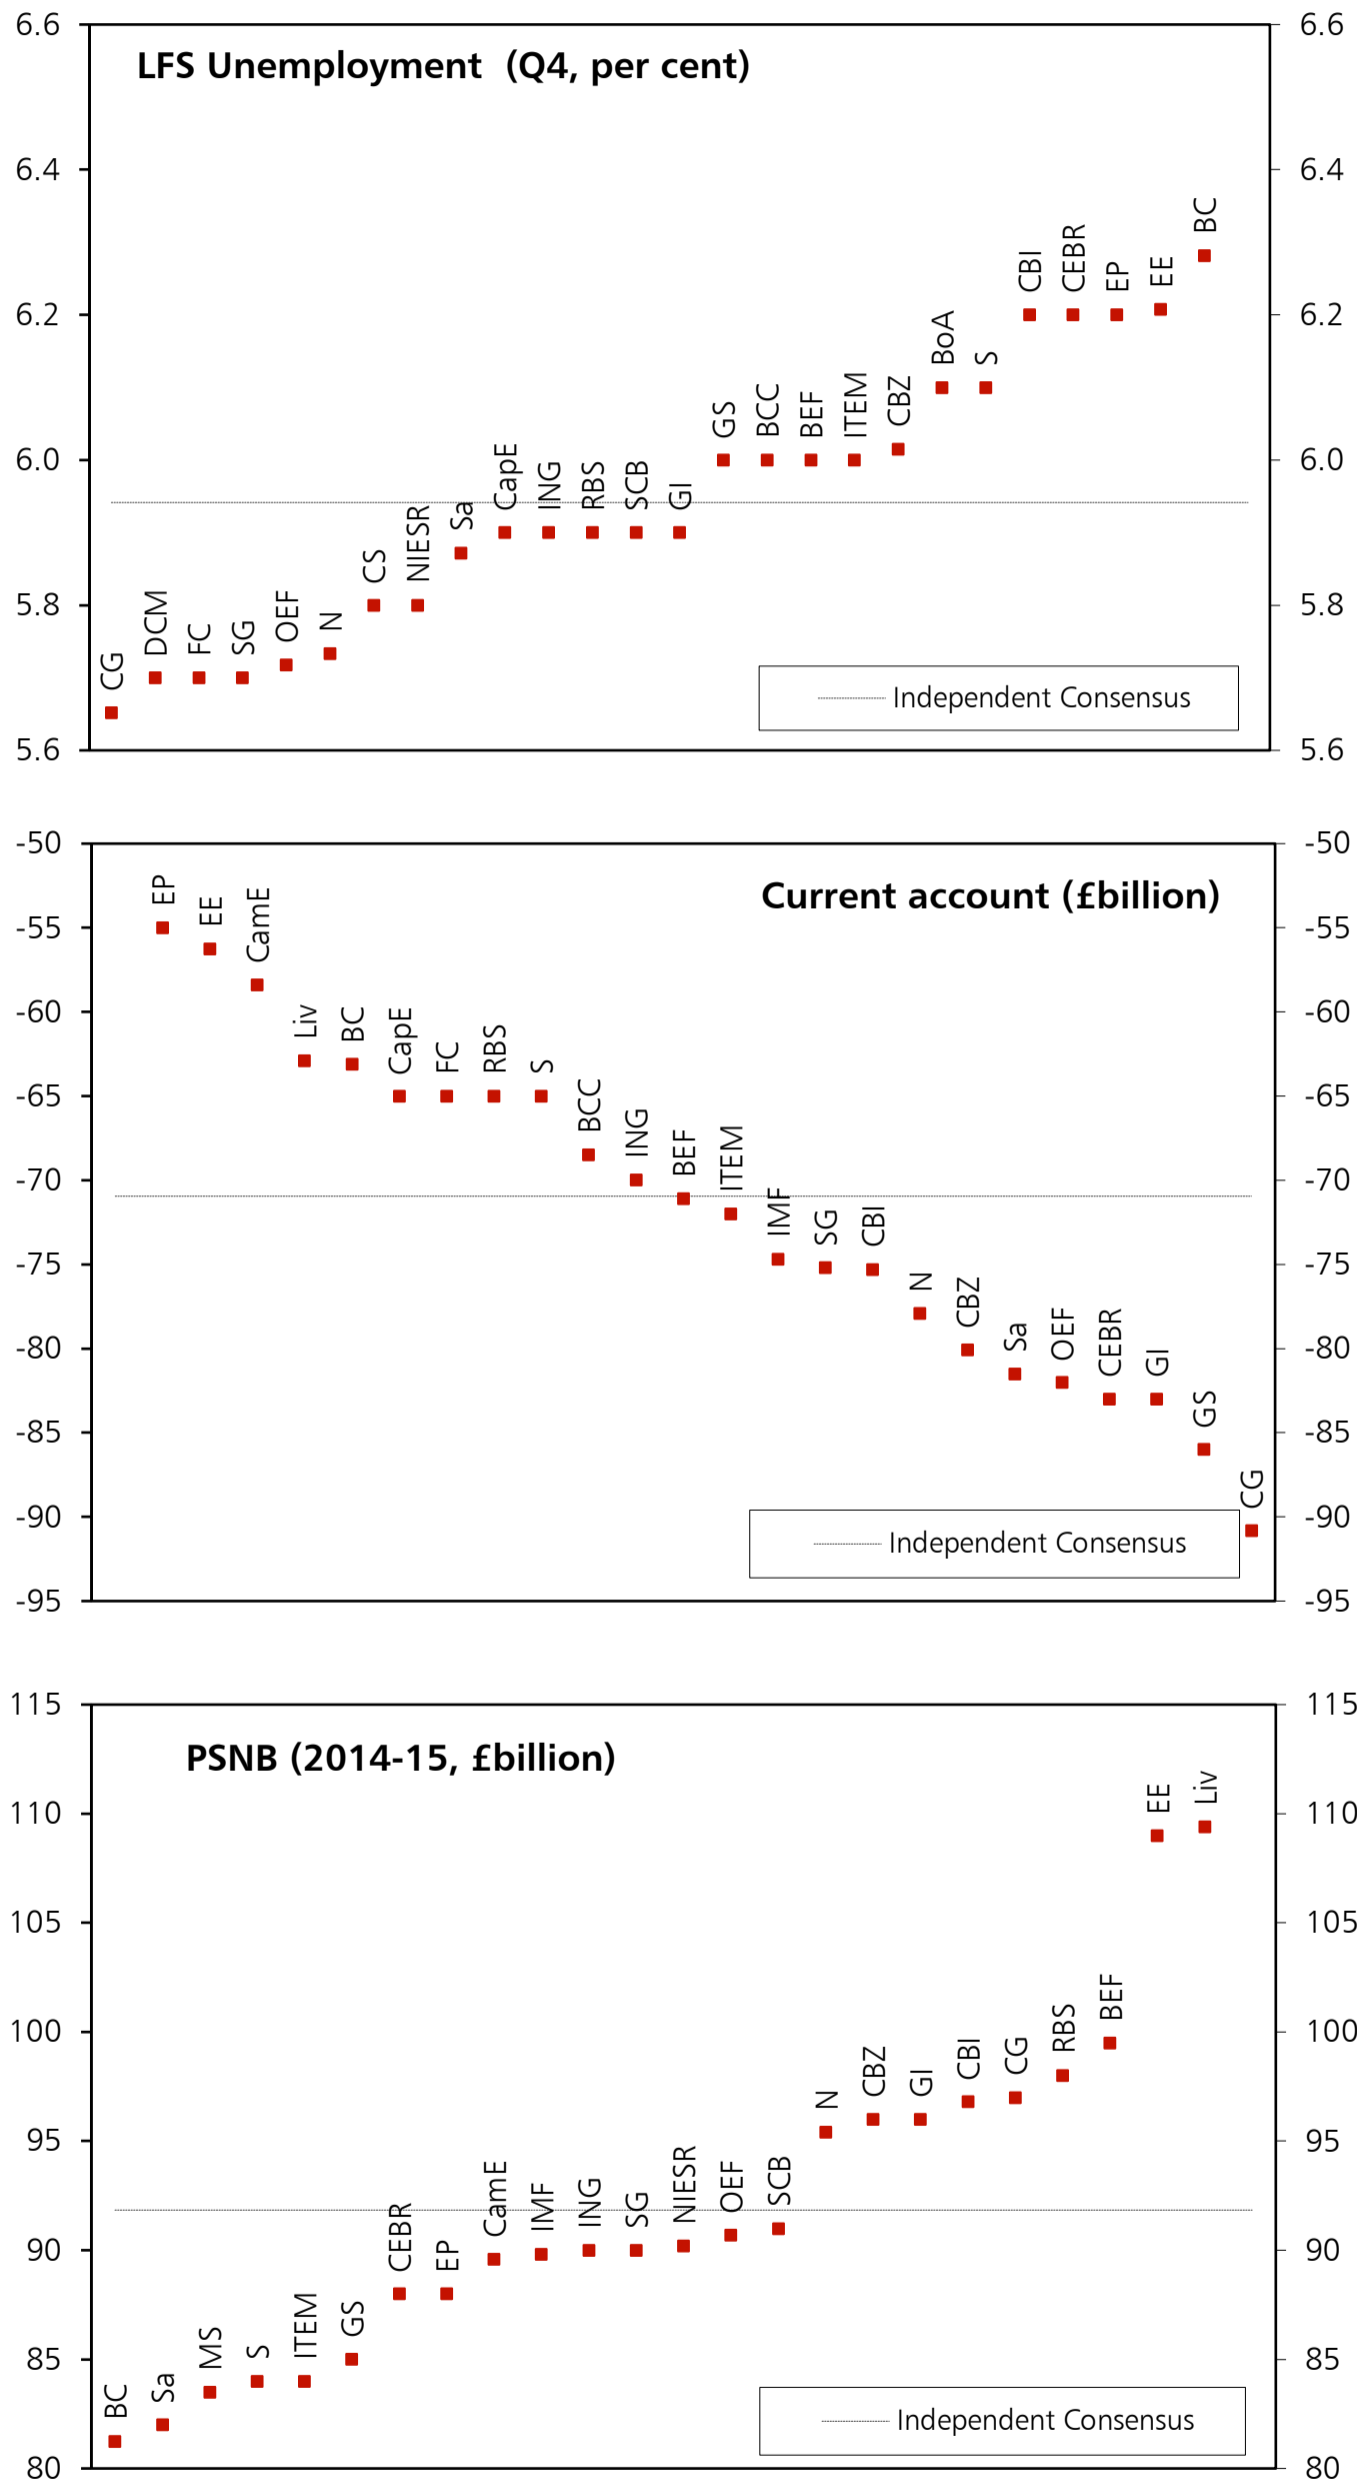 LFS Unemployment (Q4, per cent)
6.6 6.6
6.4 6.4
6.2 6.2
6.0 6.0
5.8 5.8
5.6 5.6
CG DCM FC SG OEF N CS NIESR Sa CapE ING RBS SCB GI GS BCC BEF ITEM CBZ BoA S CBI CEBR EP EE BC
Independent Consensus
Current account (£billion)
-50 -50
-55 -55
-60 -60
-65 -65
-70 -70
-75 -75
-80 -80
-85 -85
-90 -90
-95 -95
EP EE CamE Liv BC CapE FC RBS S BCC ING BEF ITEM IMF SG CBI N CBZ Sa OEF CEBR GI GS CG
Independent Consensus
PSNB (2014-15, £billion)
115 115
110 110
105 105
100 100
95 95
90 90
85 85
80 80
BC Sa MS S ITEM GS CEBR EP CamE IMF ING SG NIESR OEF SCB N CBZ GI CBI CG RBS BEF EE Liv
Independent Consensus